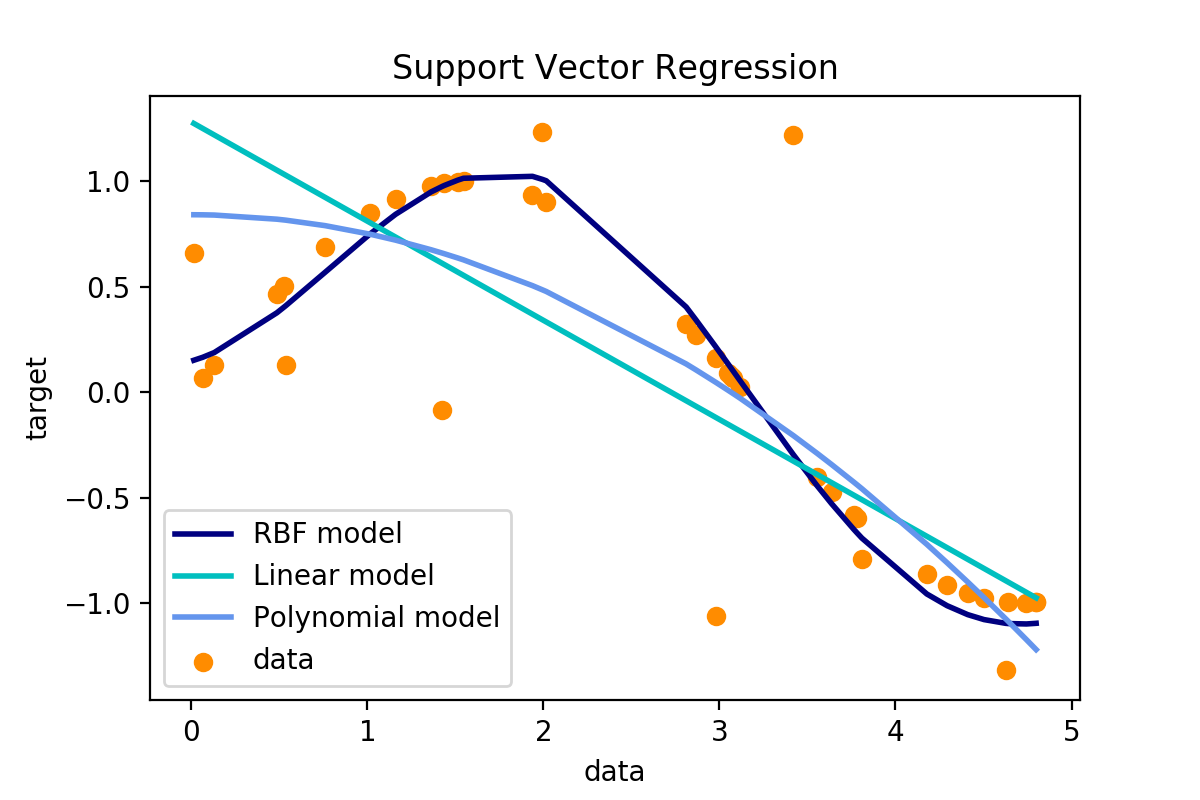 Support Vector Regression
target
1.0
0.5
0.0
−0.5
−1.0
RBF model
Linear model
Polynomial model
data
0 1 2 3 4 5
data